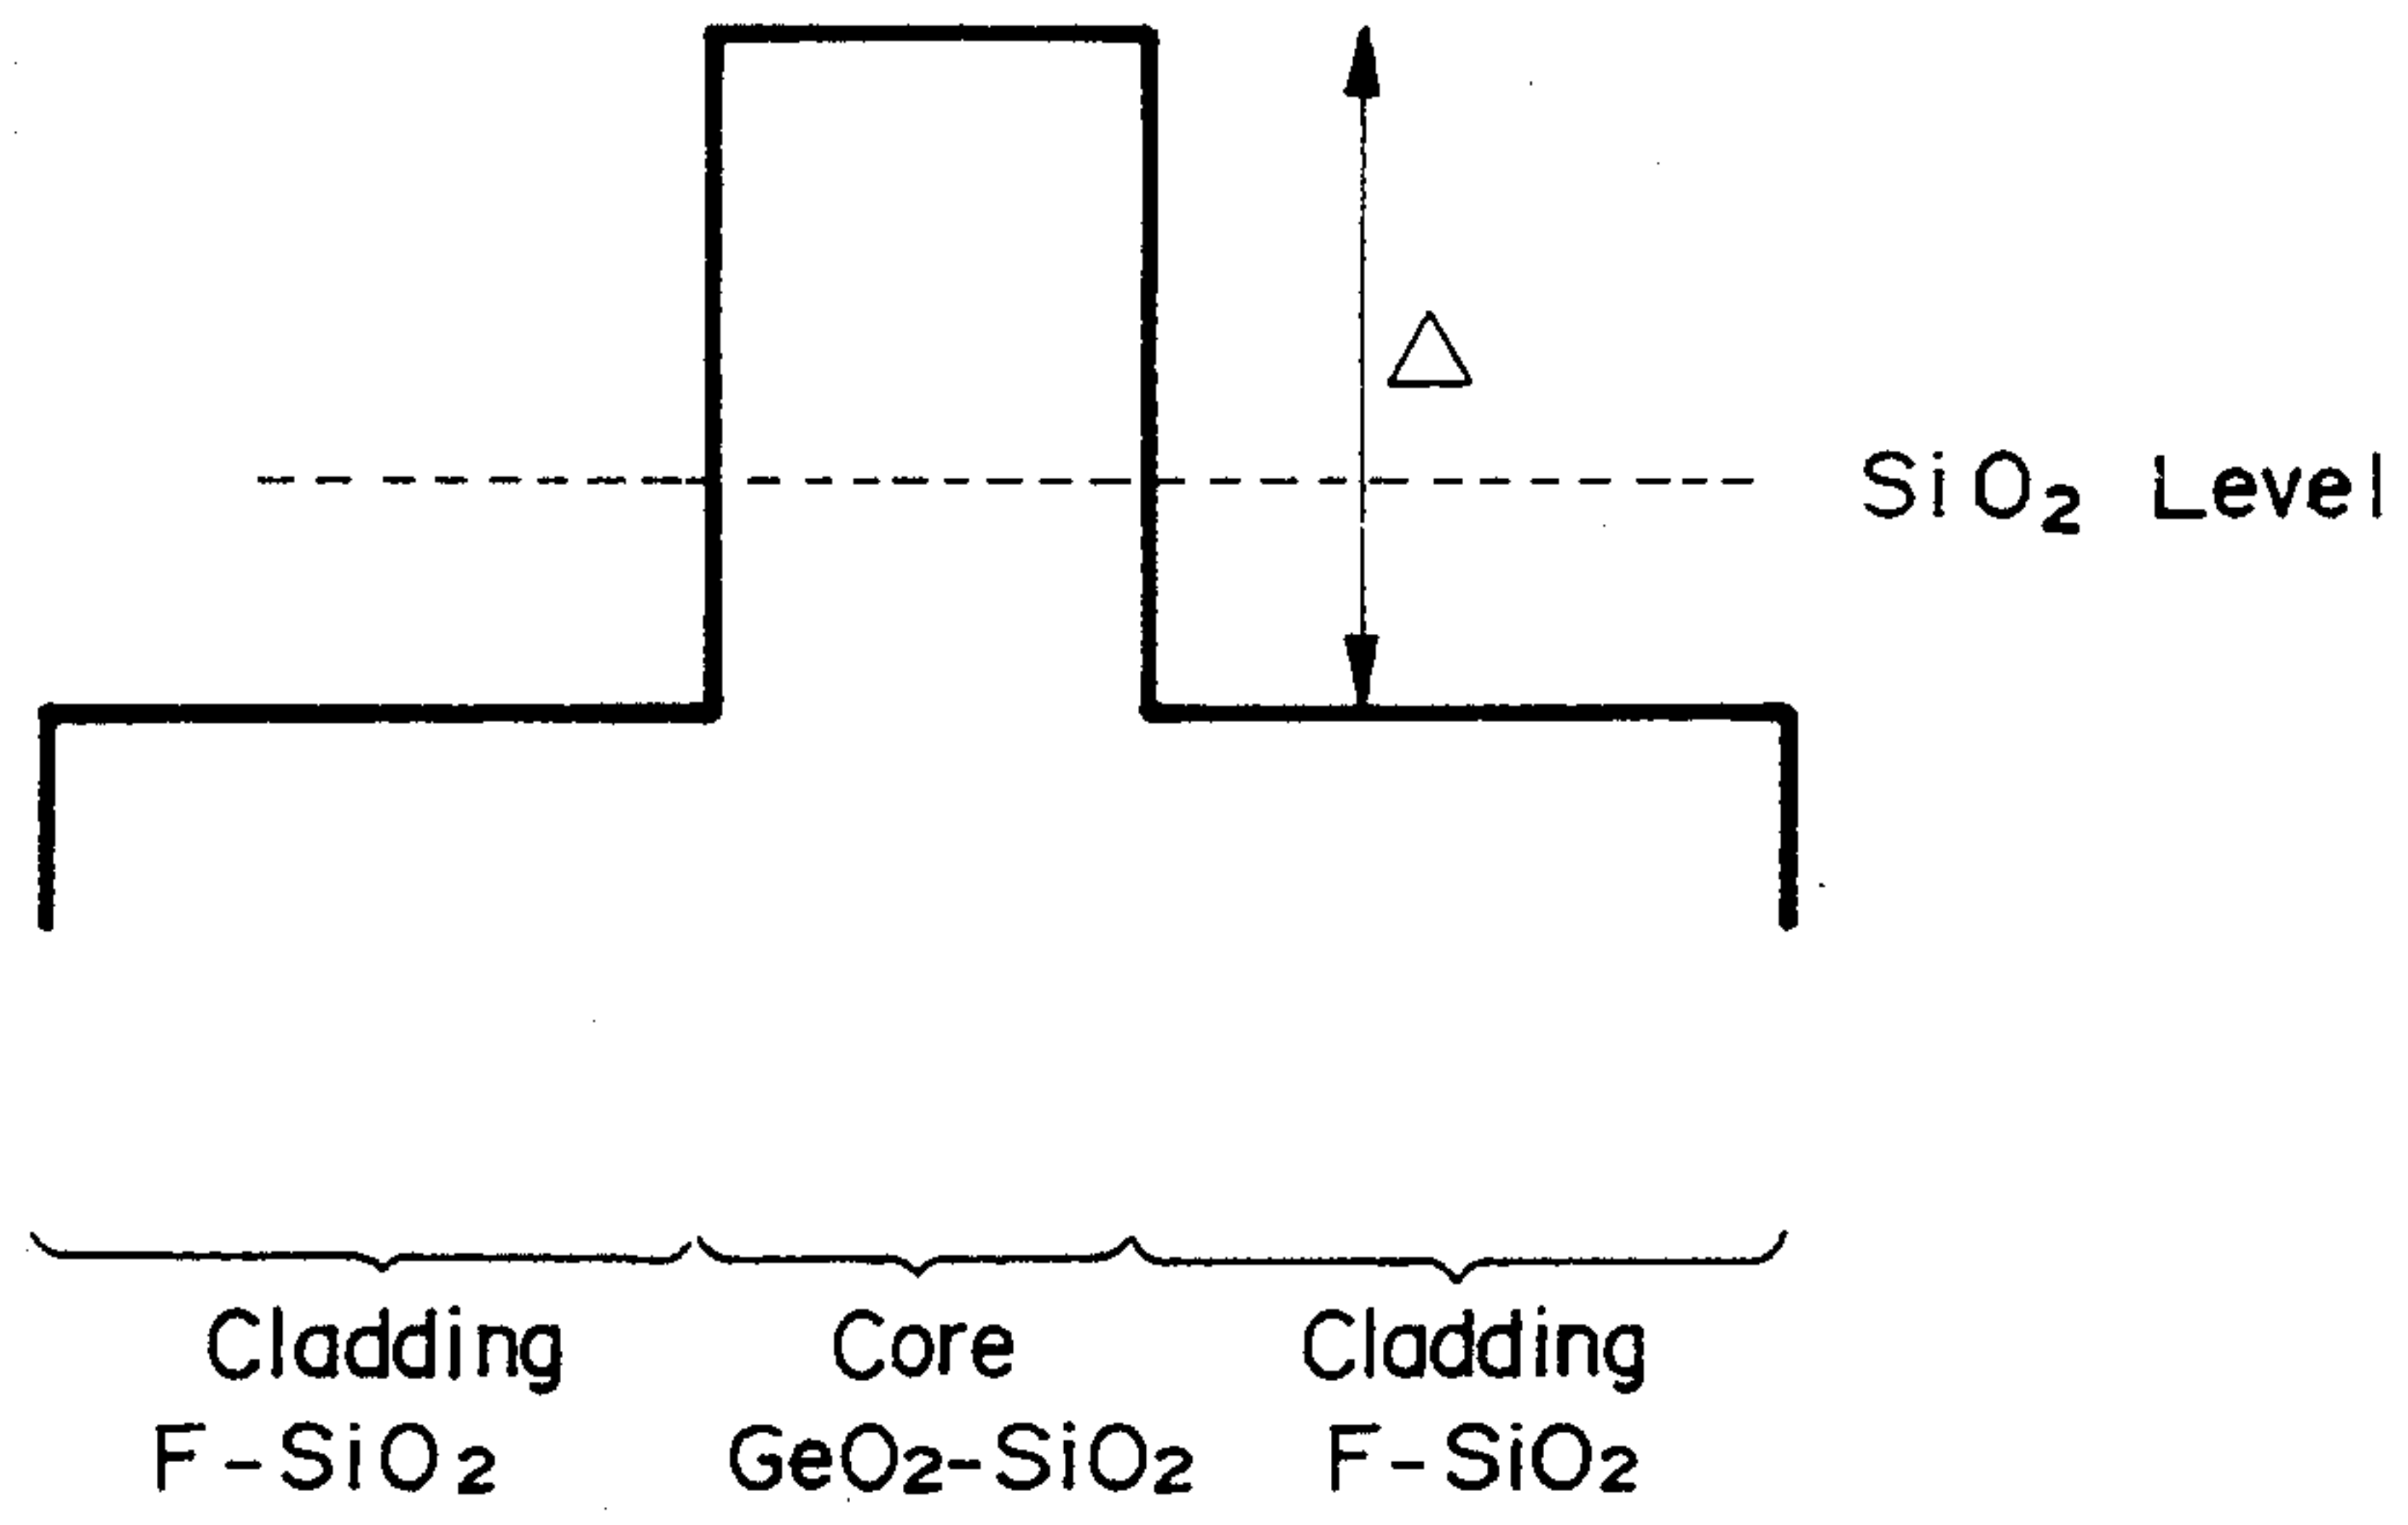 △
SiO₂ Level
Cladding Core Cladding
F-SiO₂ GeO₂-SiO₂ F-SiO₂